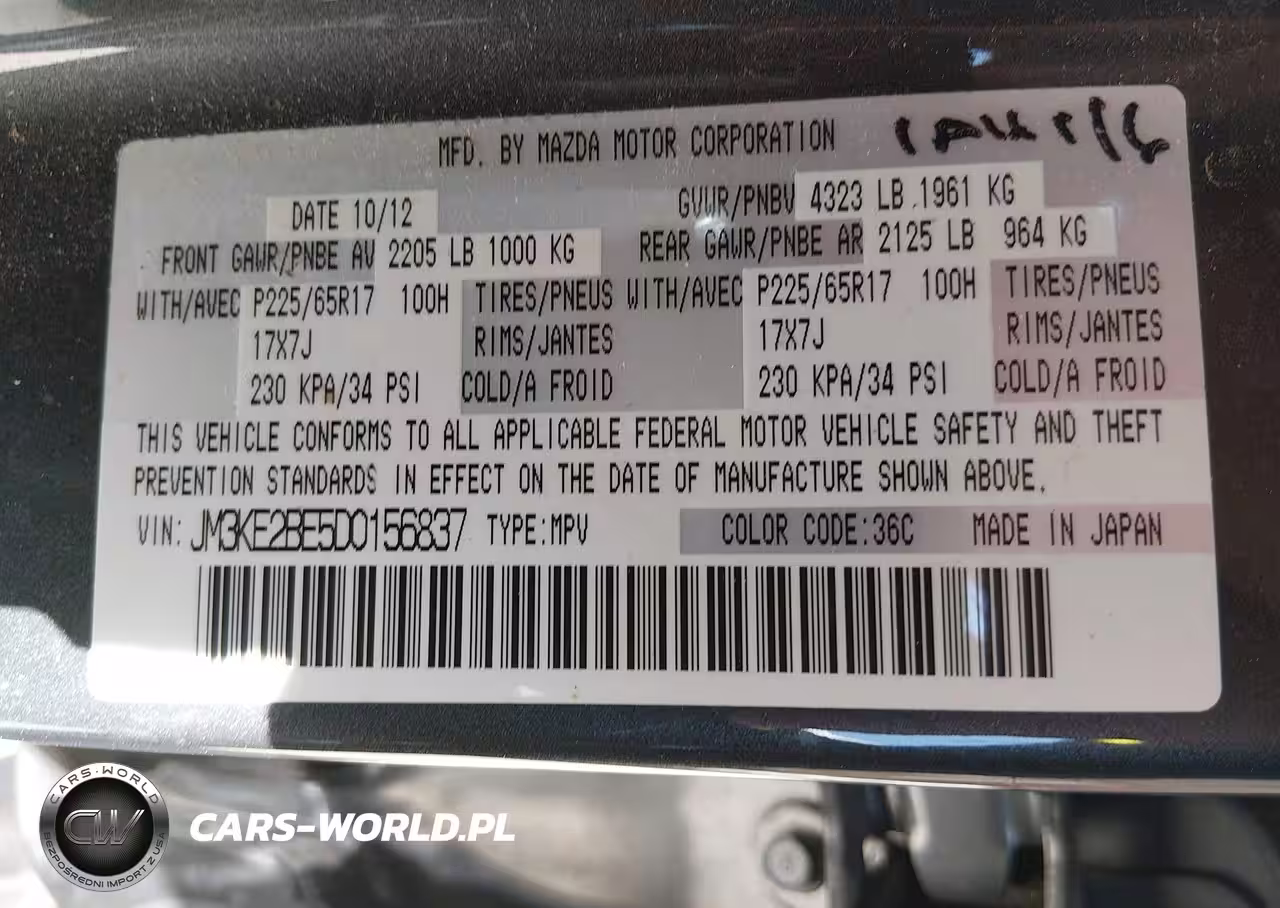 MFD. BY MAZDA MOTOR CORPORATION
DATE 10/12 GVWR/PNBV 4323 LB 1961 KG
FRONT GAWR/PNBE AV 2205 LB 1000 KG REAR GAWR/PNBE AR 2125 LB 964 KG
WITH/AVEC P225/65R17 100H TIRES/PNEUS WITH/AVEC P225/65R17 100H TIRES/PNEUS
17X7J RIMS/JANTES 17X7J RIMS/JANTES
230 KPA/34 PSI COLD/A FROID 230 KPA/34 PSI COLD/A FROID
THIS VEHICLE CONFORMS TO ALL APPLICABLE FEDERAL MOTOR VEHICLE SAFETY AND THEFT
PREVENTION STANDARDS IN EFFECT ON THE DATE OF MANUFACTURE SHOWN ABOVE.
VIN: JM3KE2BE5D0156837 TYPE:MPV COLOR CODE:36C MADE IN JAPAN
CARS-WORLD
CW
BEZPOŚREDNI IMPORT Z USA
CARS-WORLD.PL